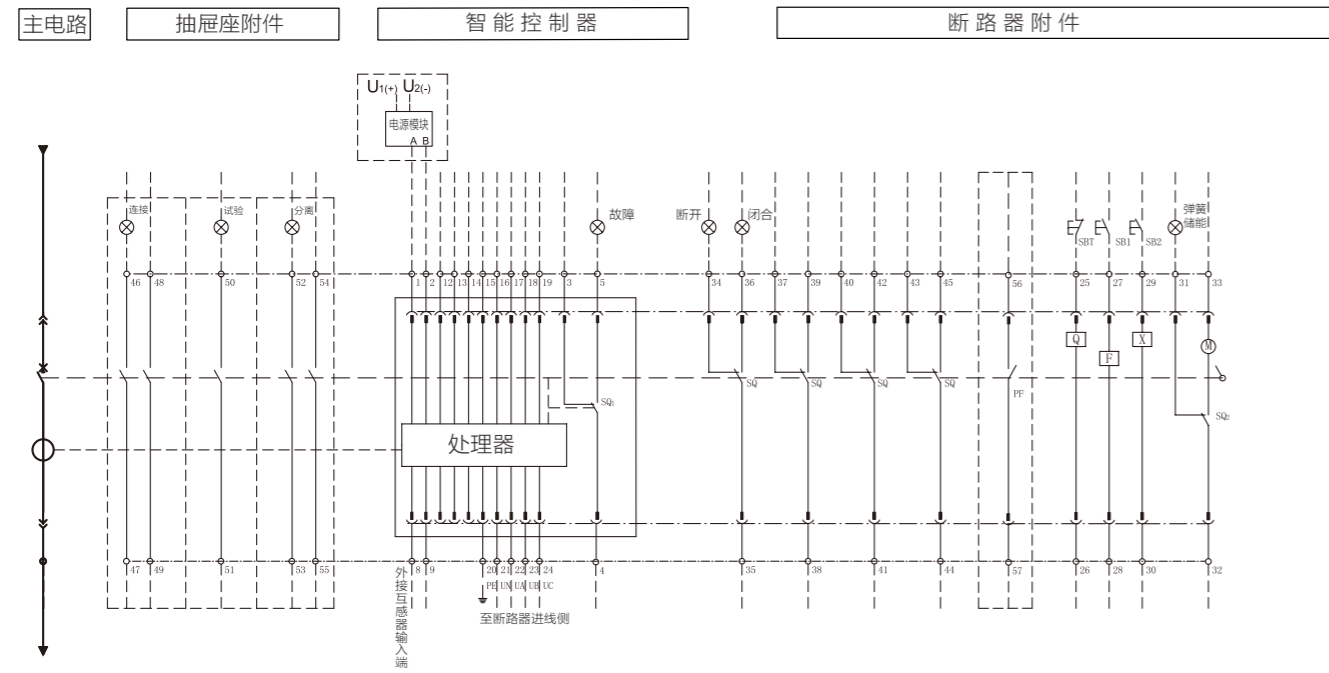 主电路
抽屉座附件
智能控制器
断路器附件
U1(+) U2(-)
电源模块
A B
连接
试验
分离
故障
断开
闭合
SBT
SB1
SB2
弹簧
储能
46 48 50 52 54 1 2 12 13 14 15 16 17 18 19 3 5 34 36 37 39 40 42 43 45 56 25 27 29 31 33
Q
F
X
M
SQ
SQ
SQ
SQ
PF
SQ1
SQ2
处理器
47 49 51 53 55 8 9 20 21 22 23 24 4 35 38 41 44 57 26 28 30 32
PE UN UA UB UC
外接互感器输入端
至断路器进线侧